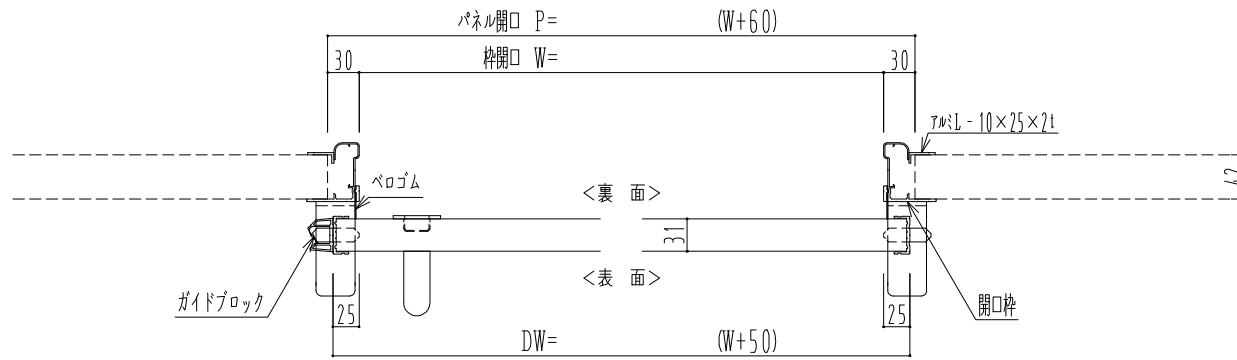 パネル開口 P= (W+60)
30 枠開口 W= 30
アルミL - 10×25×2t
ベロゴム
<裏 面>
42
31
<表 面>
ガイドブロック
開口枠
25 25
DW= (W+50)